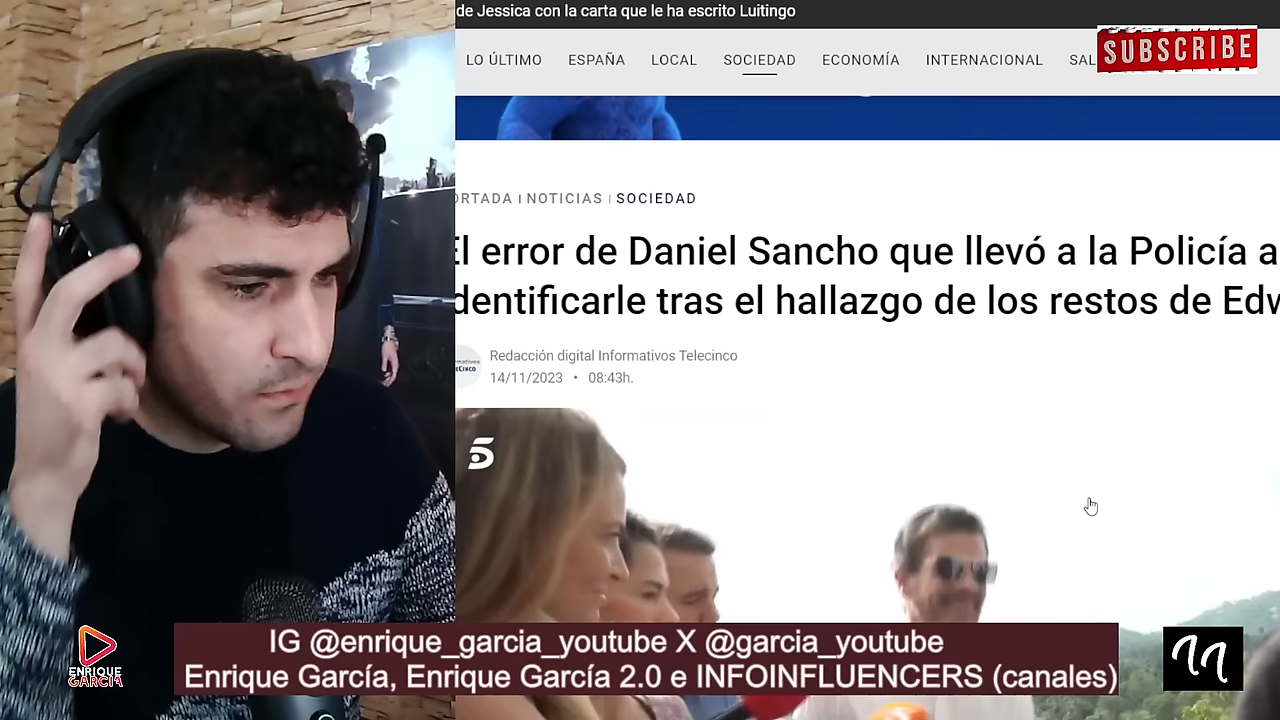 de Jessica con la carta que le ha escrito Luitingo
LO ÚLTIMO ESPAÑA LOCAL SOCIEDAD ECONOMÍA INTERNACIONAL SAL
SUBSCRIBE
ORTADA | NOTICIAS | SOCIEDAD
El error de Daniel Sancho que llevó a la Policía a
dentificarle tras el hallazgo de los restos de Edw
Redacción digital Informativos Telecinco
14/11/2023 • 08:43h.
5
IG @enrique_garcia_youtube X @garcia_youtube
Enrique García, Enrique García 2.0 e INFOINFLUENCERS (canales)
ENRIQUE
GARCÍA